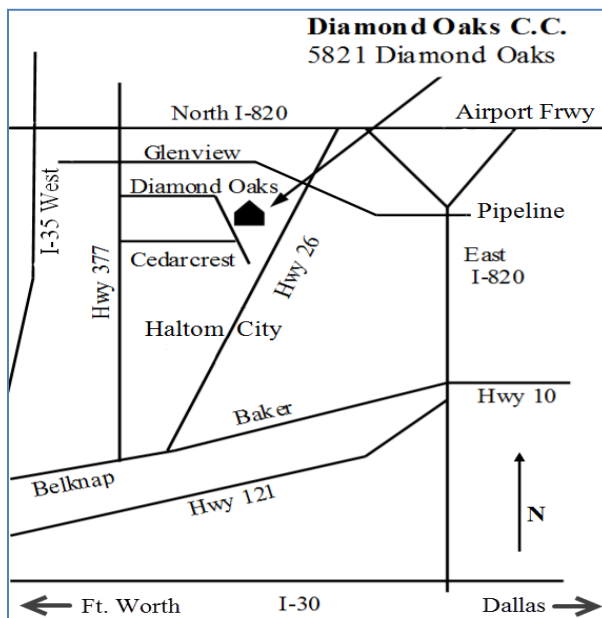 Diamond Oaks C.C.
5821 Diamond Oaks
North I-820
Airport Frwy
Glenview
Diamond Oaks
I-35 West
Pipeline
Cedarcrest
East
I-820
Hwy 377
Hwy 26
Haltom City
Baker
Hwy 10
Belknap
Hwy 121
N
Ft. Worth
I-30
Dallas